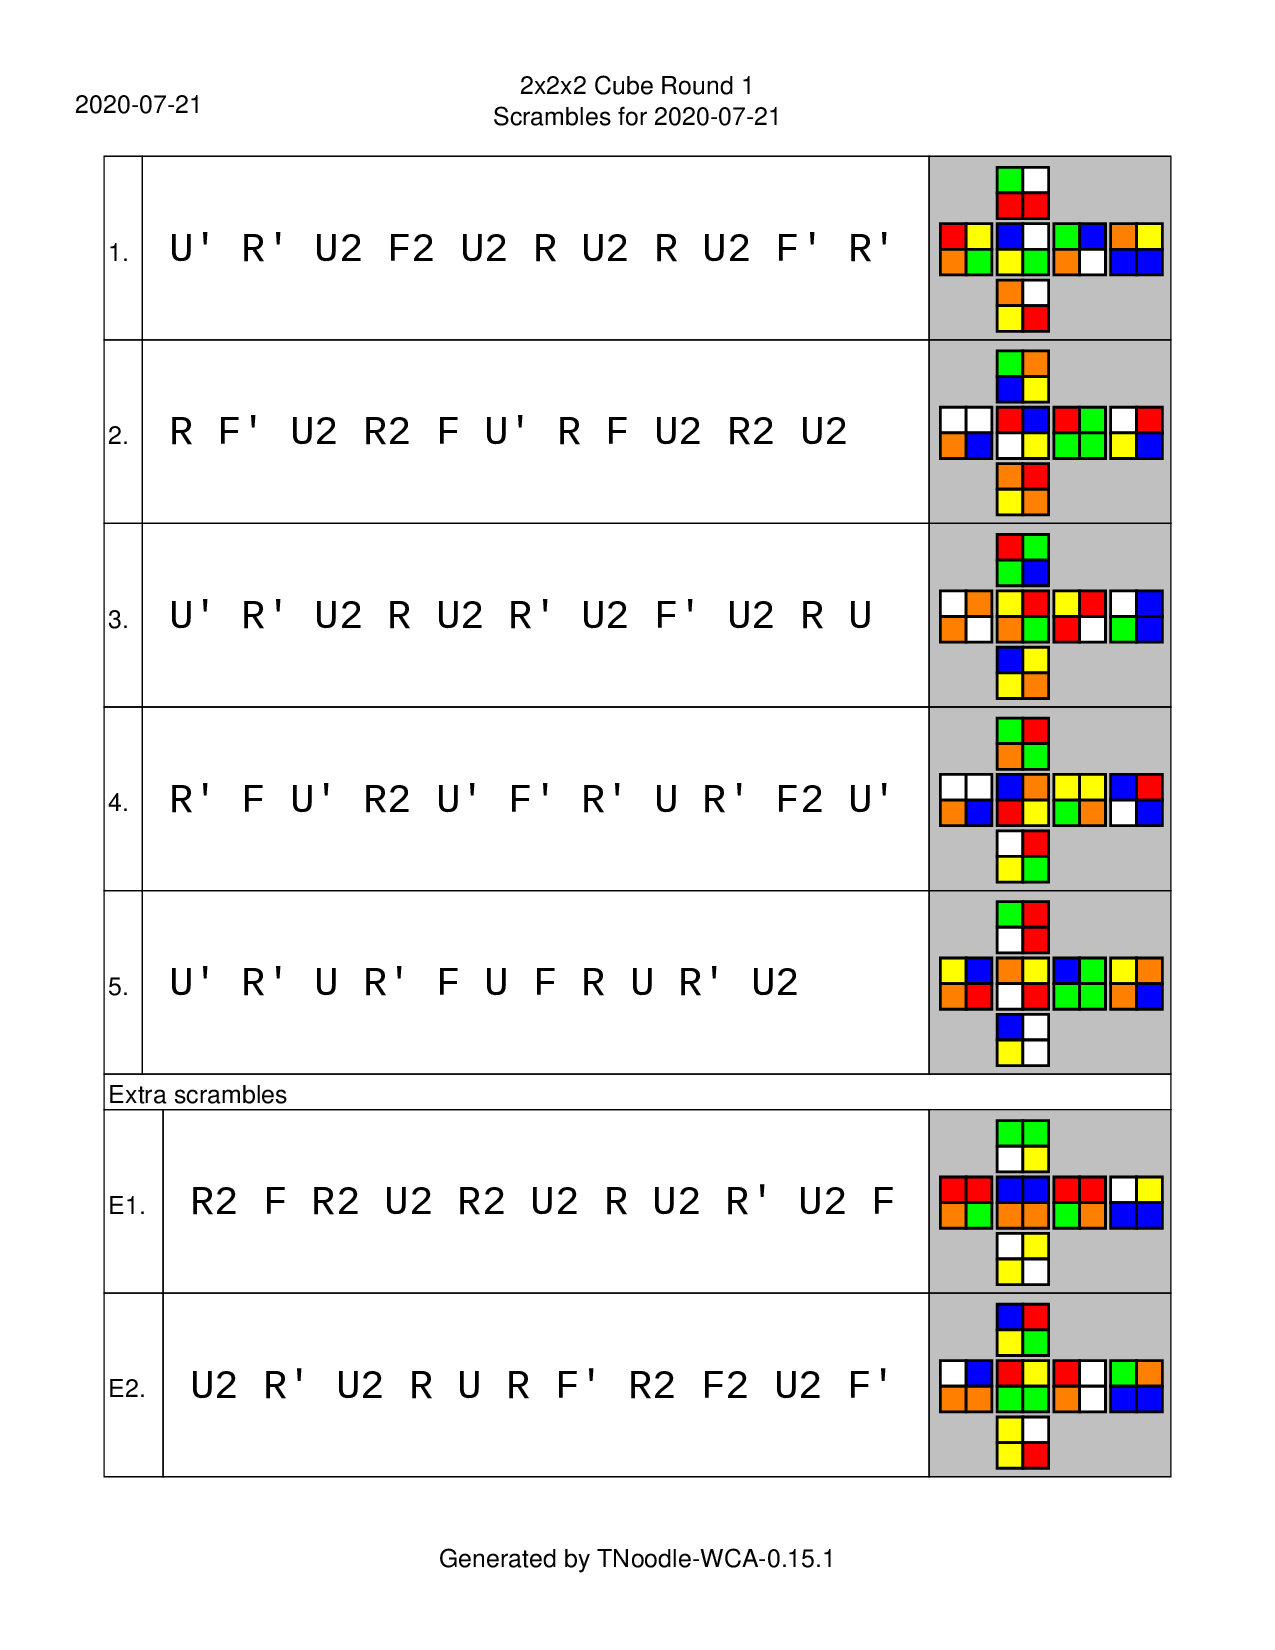 2020-07-21
2x2x2 Cube Round 1
Scrambles for 2020-07-21
1. U' R' U2 F2 U2 R U2 R U2 F' R'
2. R F' U2 R2 F U' R F U2 R2 U2
3. U' R' U2 R U2 R' U2 F' U2 R U
4. R' F U' R2 U' F' R' U R' F2 U'
5. U' R' U R' F U F R U R' U2
Extra scrambles
E1. R2 F R2 U2 R2 U2 R U2 R' U2 F
E2. U2 R' U2 R U R F' R2 F2 U2 F'
Generated by TNoodle-WCA-0.15.1